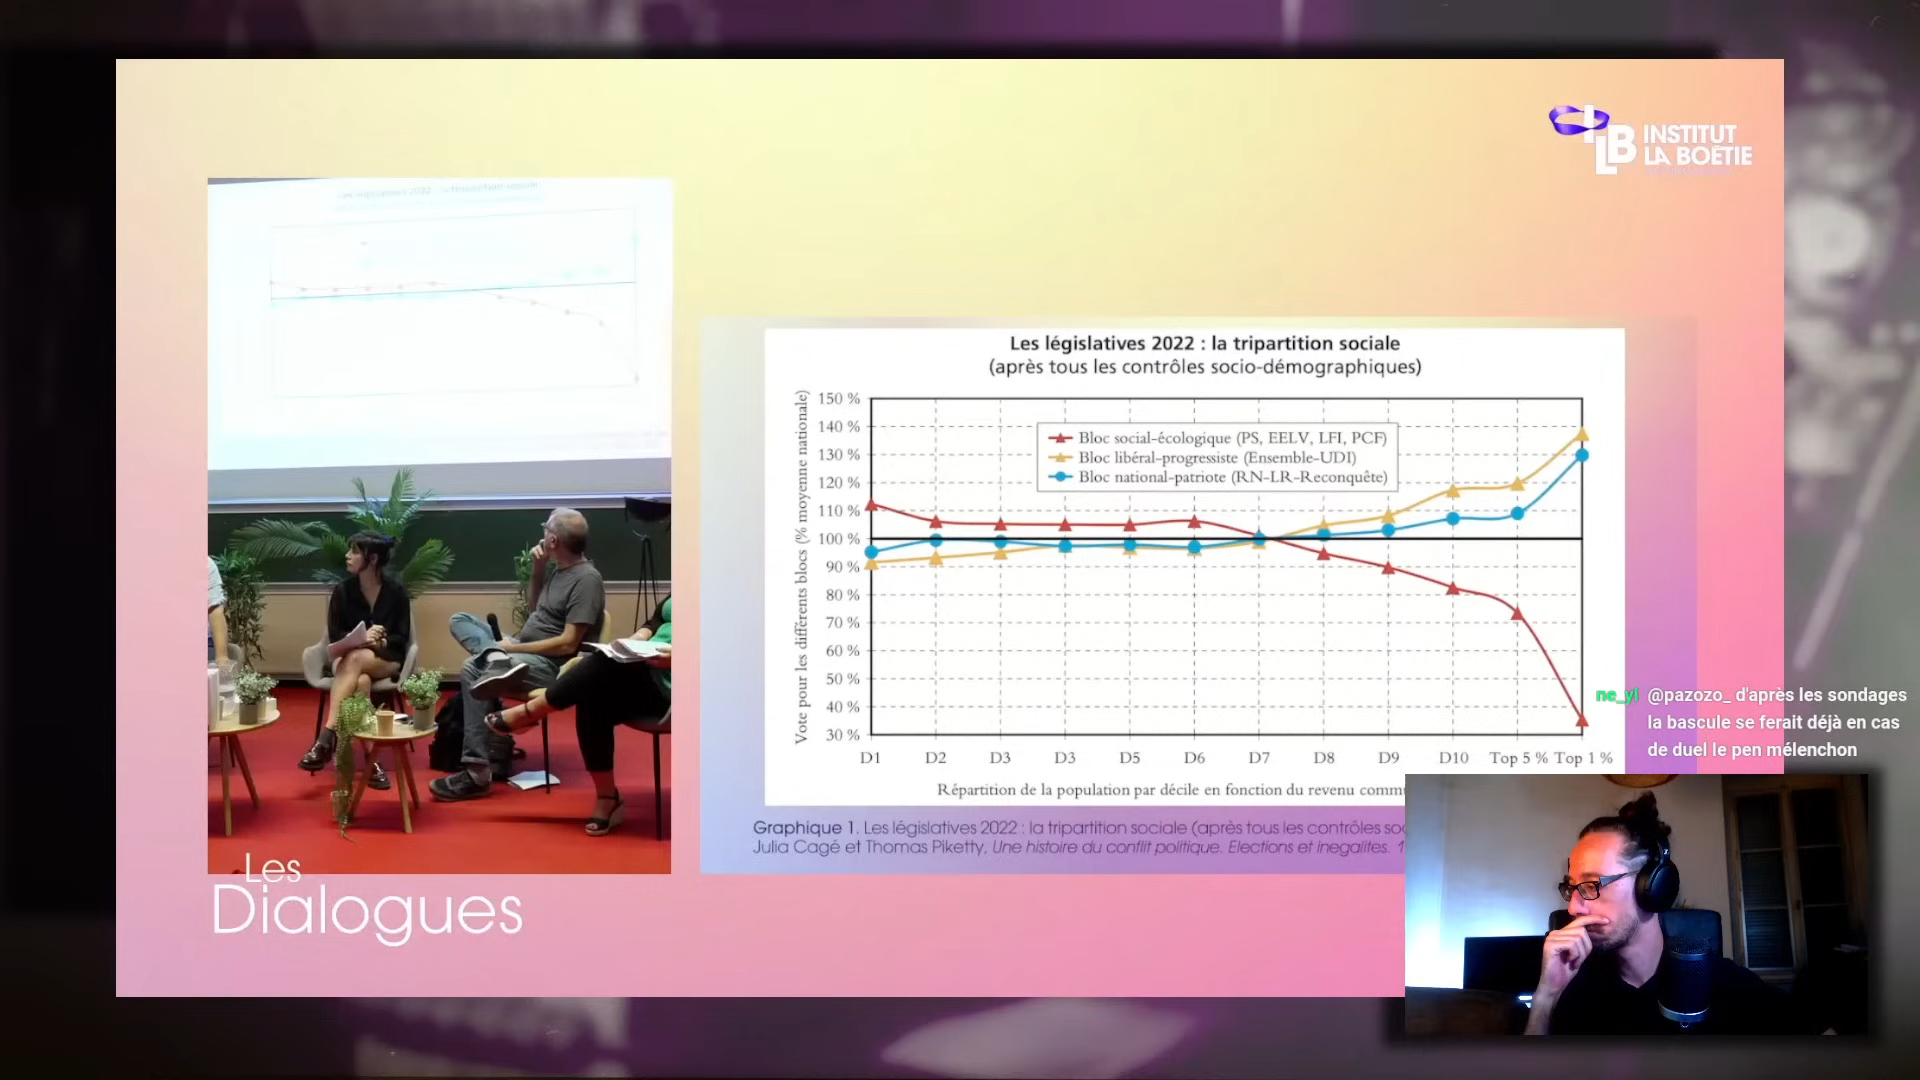 INSTITUT
LA BOÉTIE
Les législatives 2022 : la tripartition sociale
(après tous les contrôles socio-démographiques)
Vote pour les différents blocs (% moyenne nationale)
150 %
140 %
130 %
120 %
110 %
100 %
90 %
80 %
70 %
60 %
50 %
40 %
30 %
Bloc social-écologique (PS, EELV, LFI, PCF)
Bloc libéral-progressiste (Ensemble-UDI)
Bloc national-patriote (RN-LR-Reconquête)
D1 D2 D3 D3 D5 D6 D7 D8 D9 D10 Top 5 % Top 1 %
Répartition de la population par décile en fonction du revenu commu
Graphique 1. Les législatives 2022 : la tripartition sociale (après tous les contrôles soc
Julia Cagé et Thomas Piketty, Une histoire du conflit politique. Elections et inegalites. 1
Les
Dialogues
ne_yl @pazozo_ d'après les sondages
la bascule se ferait déjà en cas
de duel le pen mélenchon